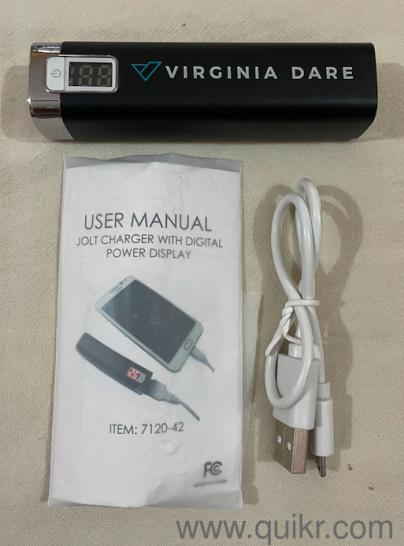 VIRGINIA DARE
USER MANUAL
JOLT CHARGER WITH DIGITAL
POWER DISPLAY
ITEM: 7120-42
FC
www.quikr.com